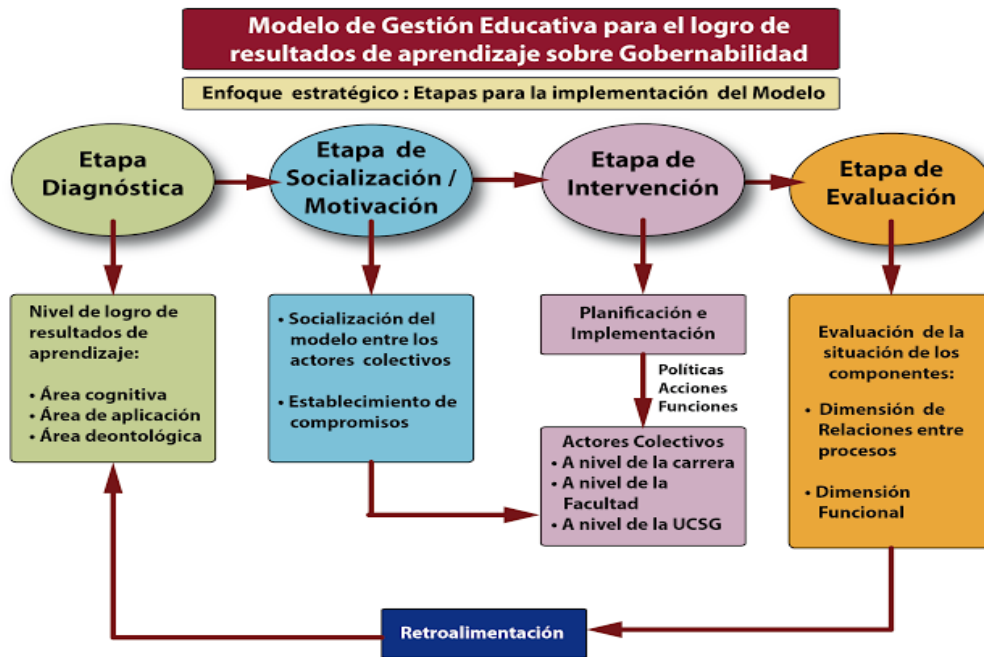 Modelo de Gestión Educativa para el logro de
resultados de aprendizaje sobre Gobernabilidad
Enfoque estratégico : Etapas para la implementación del Modelo
Etapa
Diagnóstica
Etapa de
Socialización /
Motivación
Etapa de
Intervención
Etapa de
Evaluación
Nivel de logro de
resultados de
aprendizaje:
• Área cognitiva
• Área de aplicación
• Área deontológica
• Socialización del
modelo entre los
actores colectivos
• Establecimiento de
compromisos
Planificación e
Implementación
Políticas
Acciones
Funciones
Actores Colectivos
• A nivel de la carrera
• A nivel de la
Facultad
• A nivel de la UCSG
Evaluación de la
situación de los
componentes:
• Dimensión de
Relaciones entre
procesos
• Dimensión
Funcional
Retroalimentación